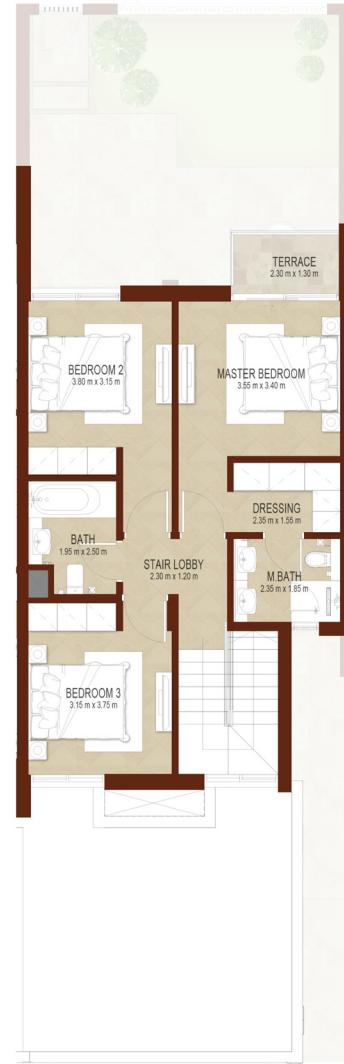 TERRACE
2.30 m x 1.30 m
BEDROOM 2
3.80 m x 3.15 m
MASTER BEDROOM
3.55 m x 3.40 m
DRESSING
2.35 m x 1.55 m
BATH
1.95 m x 2.50 m
STAIR LOBBY
2.30 m x 1.20 m
M.BATH
2.35 m x 1.85 m
BEDROOM 3
3.15 m x 3.75 m